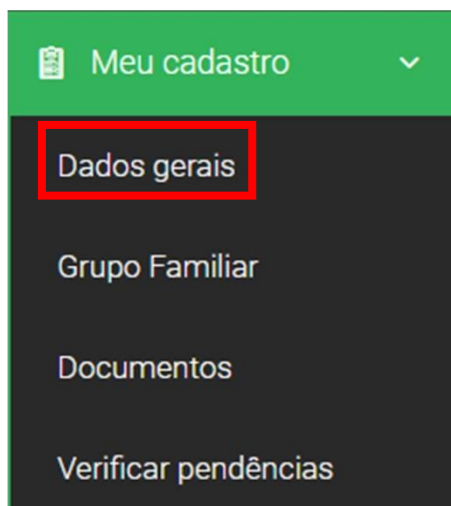 Meu cadastro
Dados gerais
Grupo Familiar
Documentos
Verificar pendências